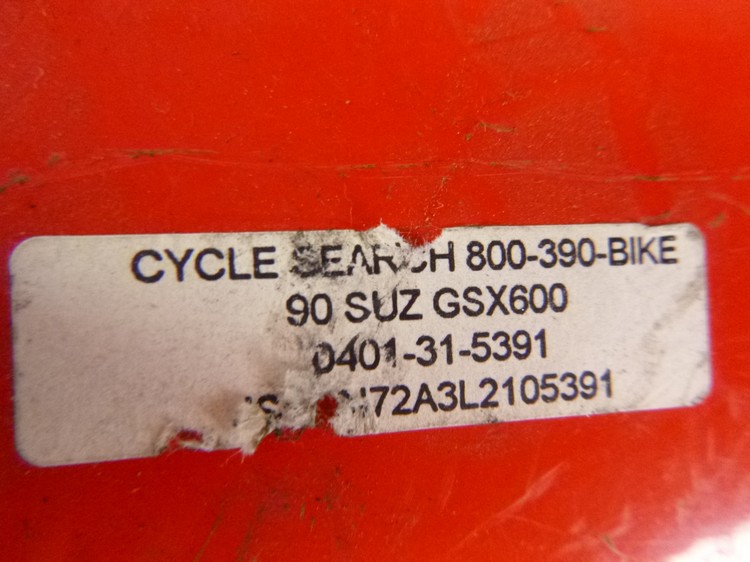 CYCLE SEARCH 800-390-BIKE
90 SUZ GSX600
0401-31-5391